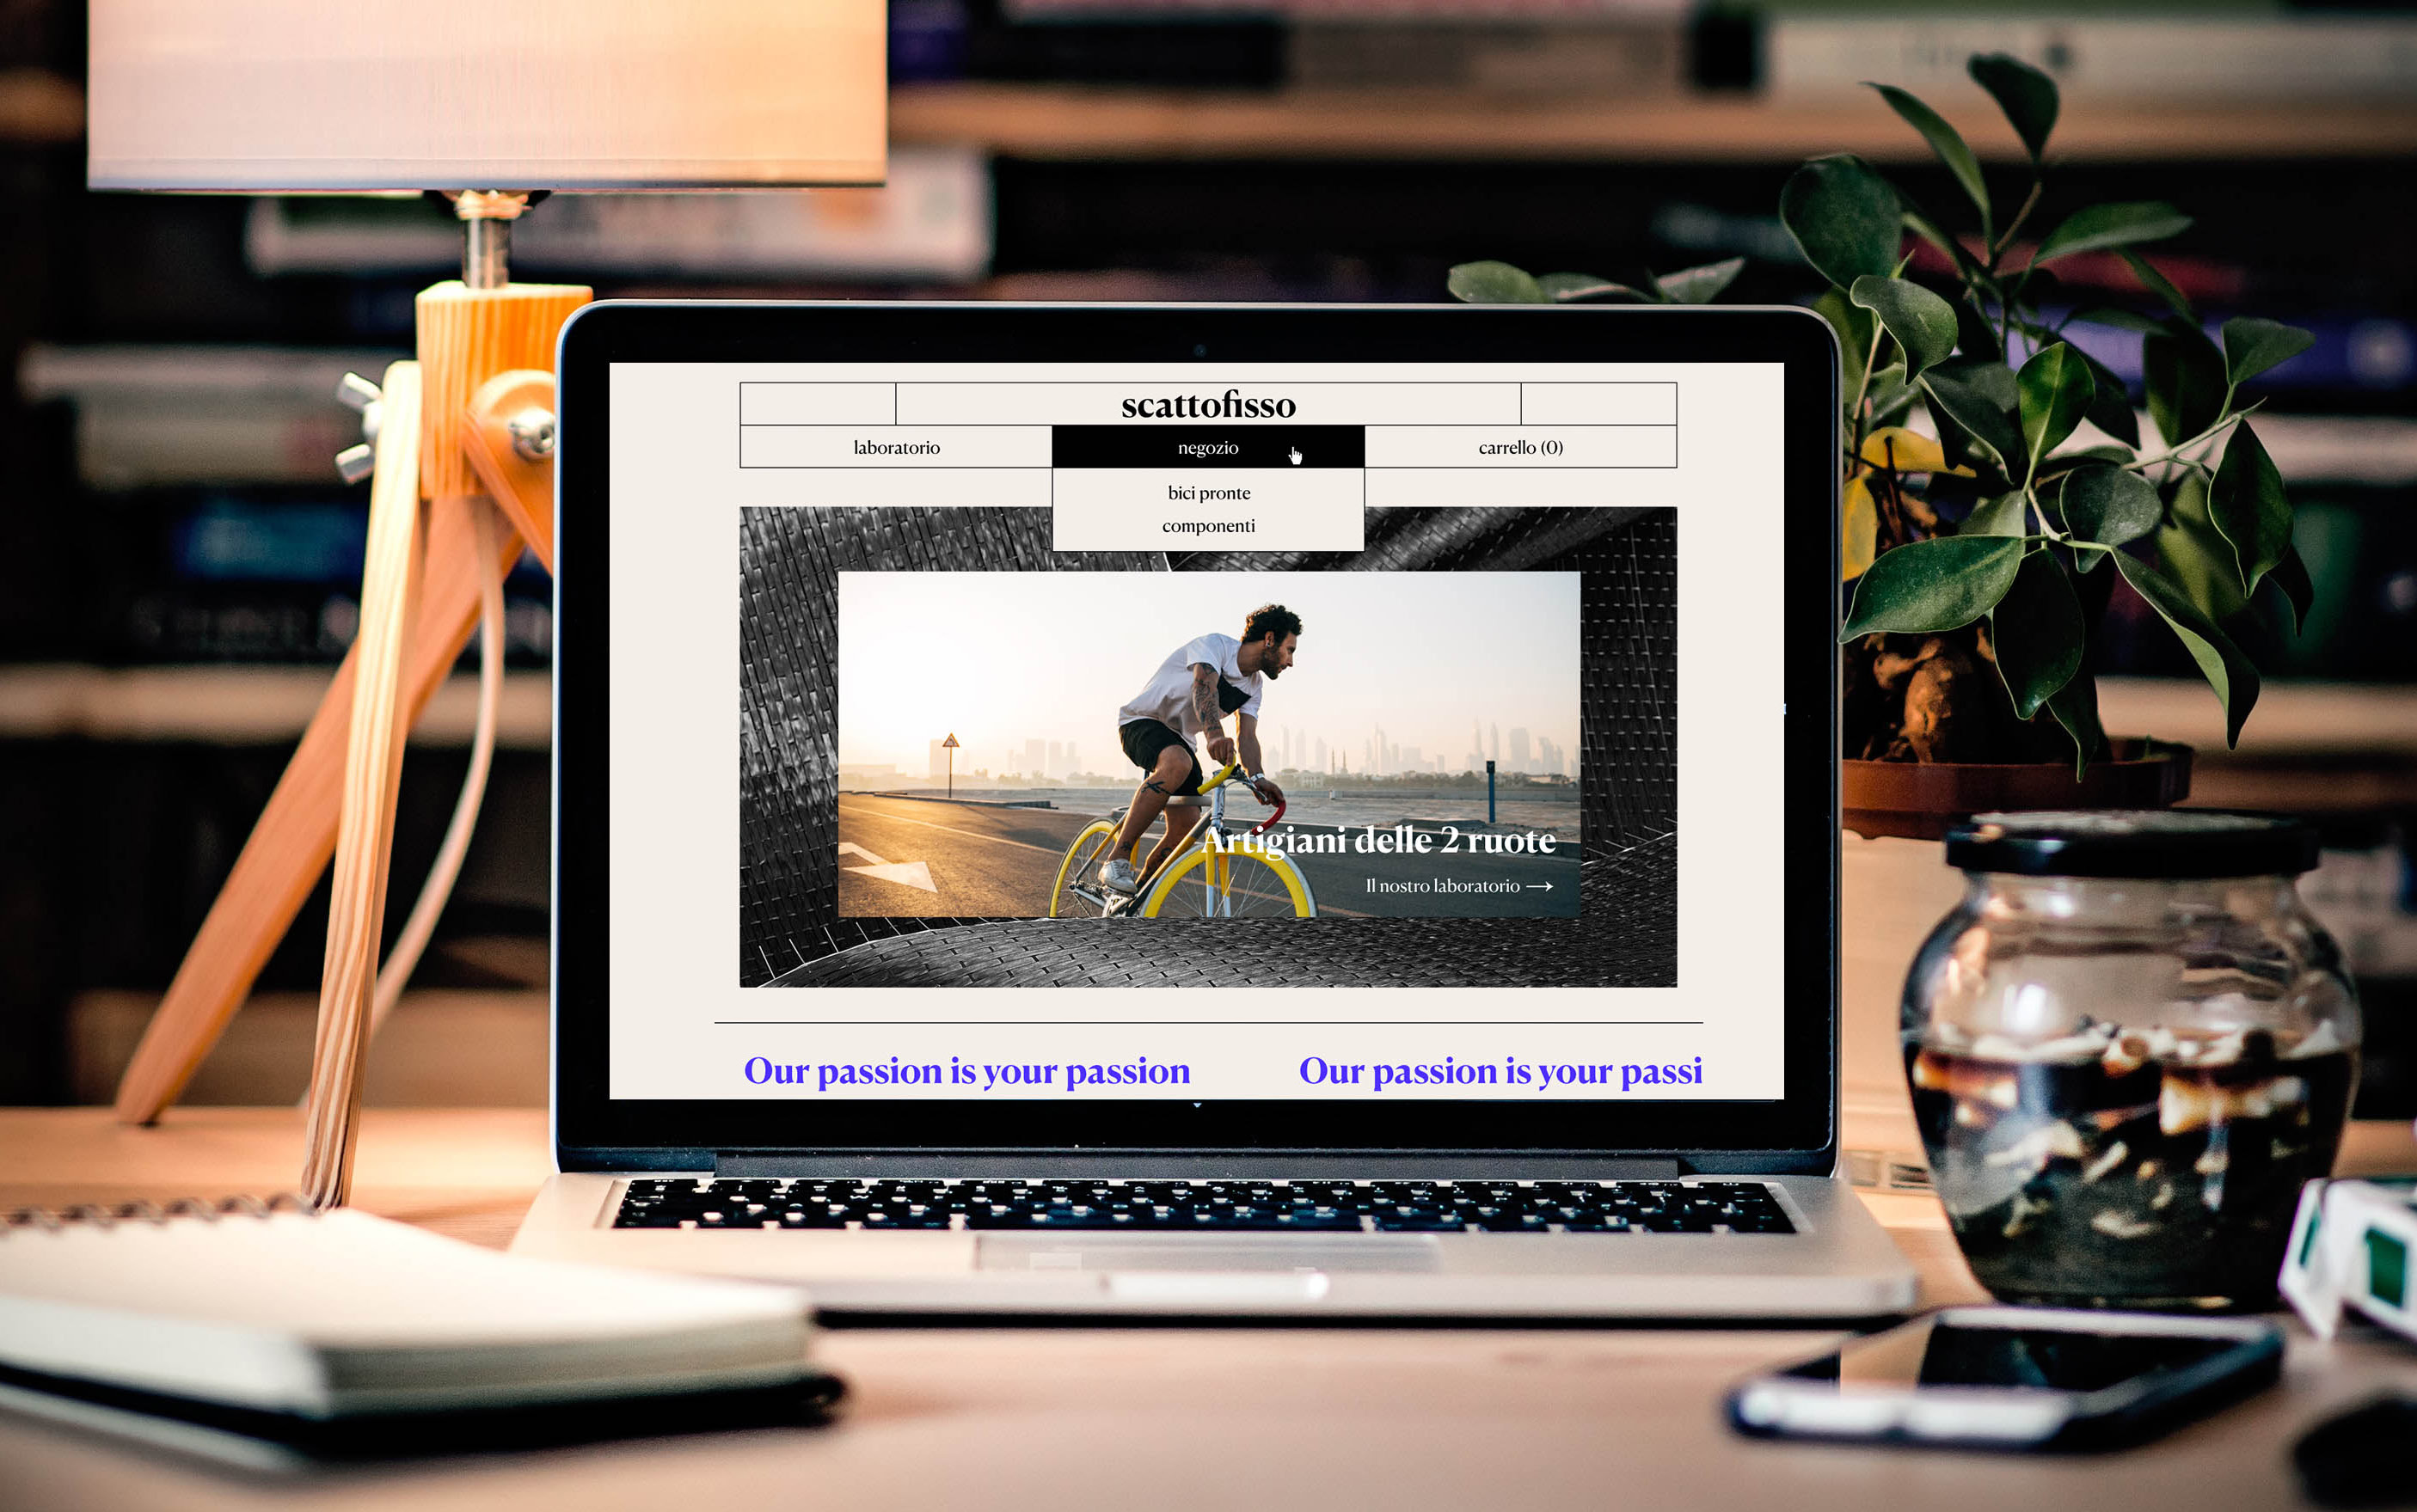 scattofisso
laboratorio
negozio
carrello (0)
bici pronte
componenti
Artigiani delle 2 ruote
Il nostro laboratorio →
Our passion is your passion
Our passion is your passi